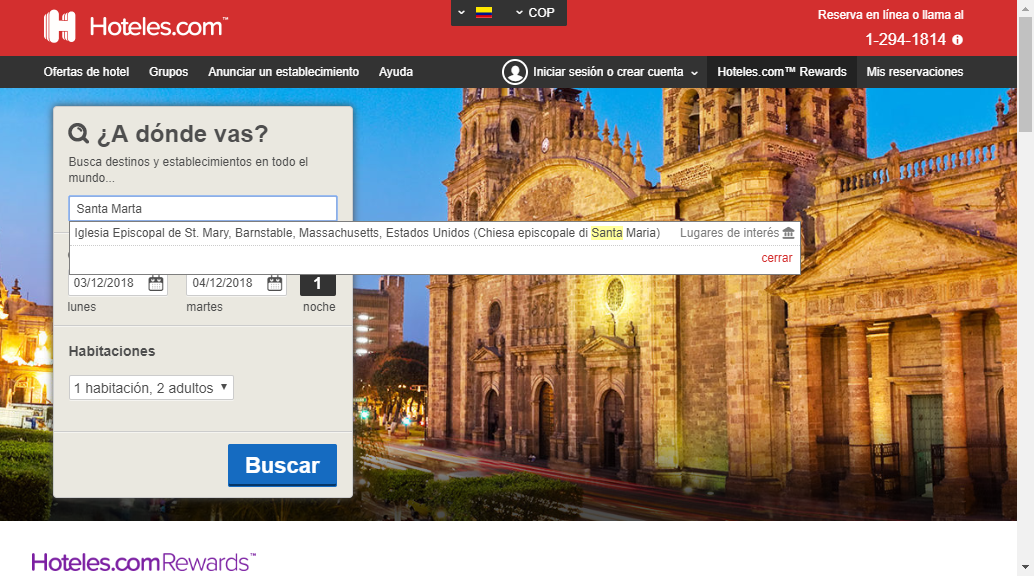 Hoteles.com™
COP
Reserva en línea o llama al
1-294-1814
Ofertas de hotel
Grupos
Anunciar un establecimiento
Ayuda
Iniciar sesión o crear cuenta
Hoteles.com™ Rewards
Mis reservaciones
¿A dónde vas?
Busca destinos y establecimientos en todo el
mundo...
Santa Marta
Iglesia Episcopal de St. Mary, Barnstable, Massachusetts, Estados Unidos (Chiesa episcopale di Santa Maria) Lugares de interés
cerrar
03/12/2018
04/12/2018
1
lunes
martes
noche
Habitaciones
1 habitación, 2 adultos
Buscar
Hoteles.comRewards™